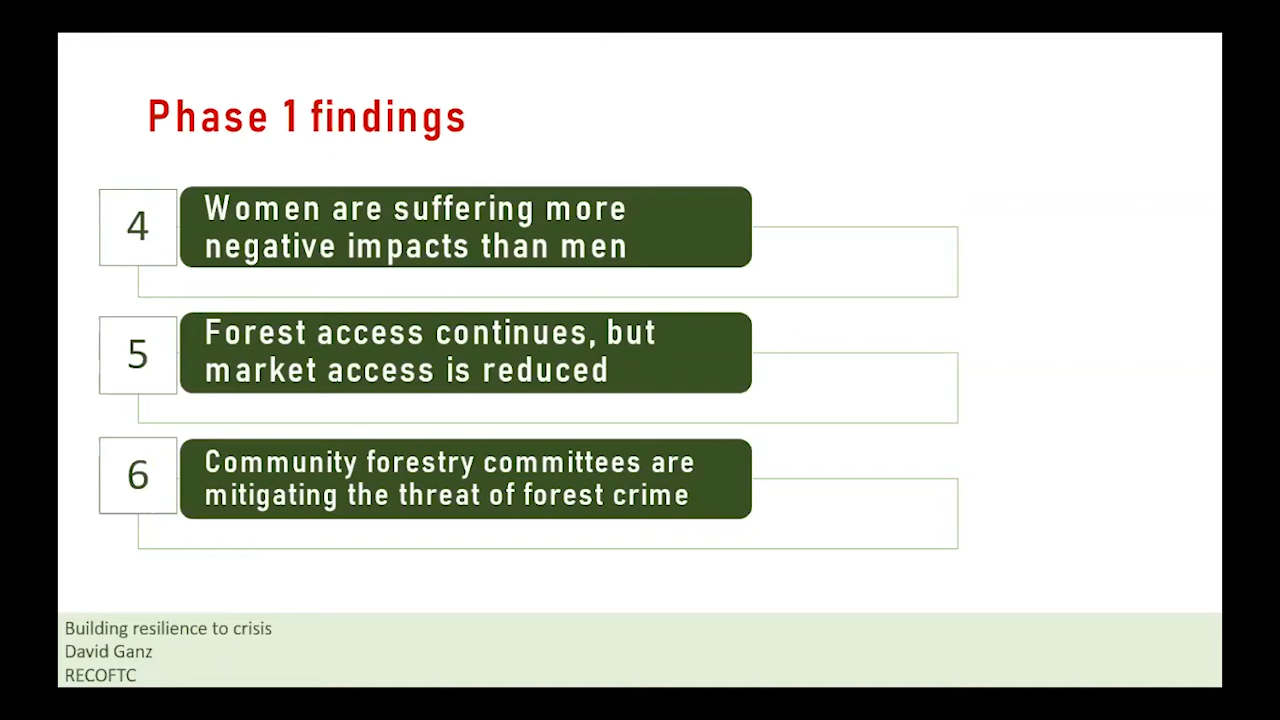 Phase 1 findings
4
Women are suffering more
negative impacts than men
5
Forest access continues, but
market access is reduced
6
Community forestry committees are
mitigating the threat of forest crime
Building resilience to crisis
David Ganz
RECOFTC